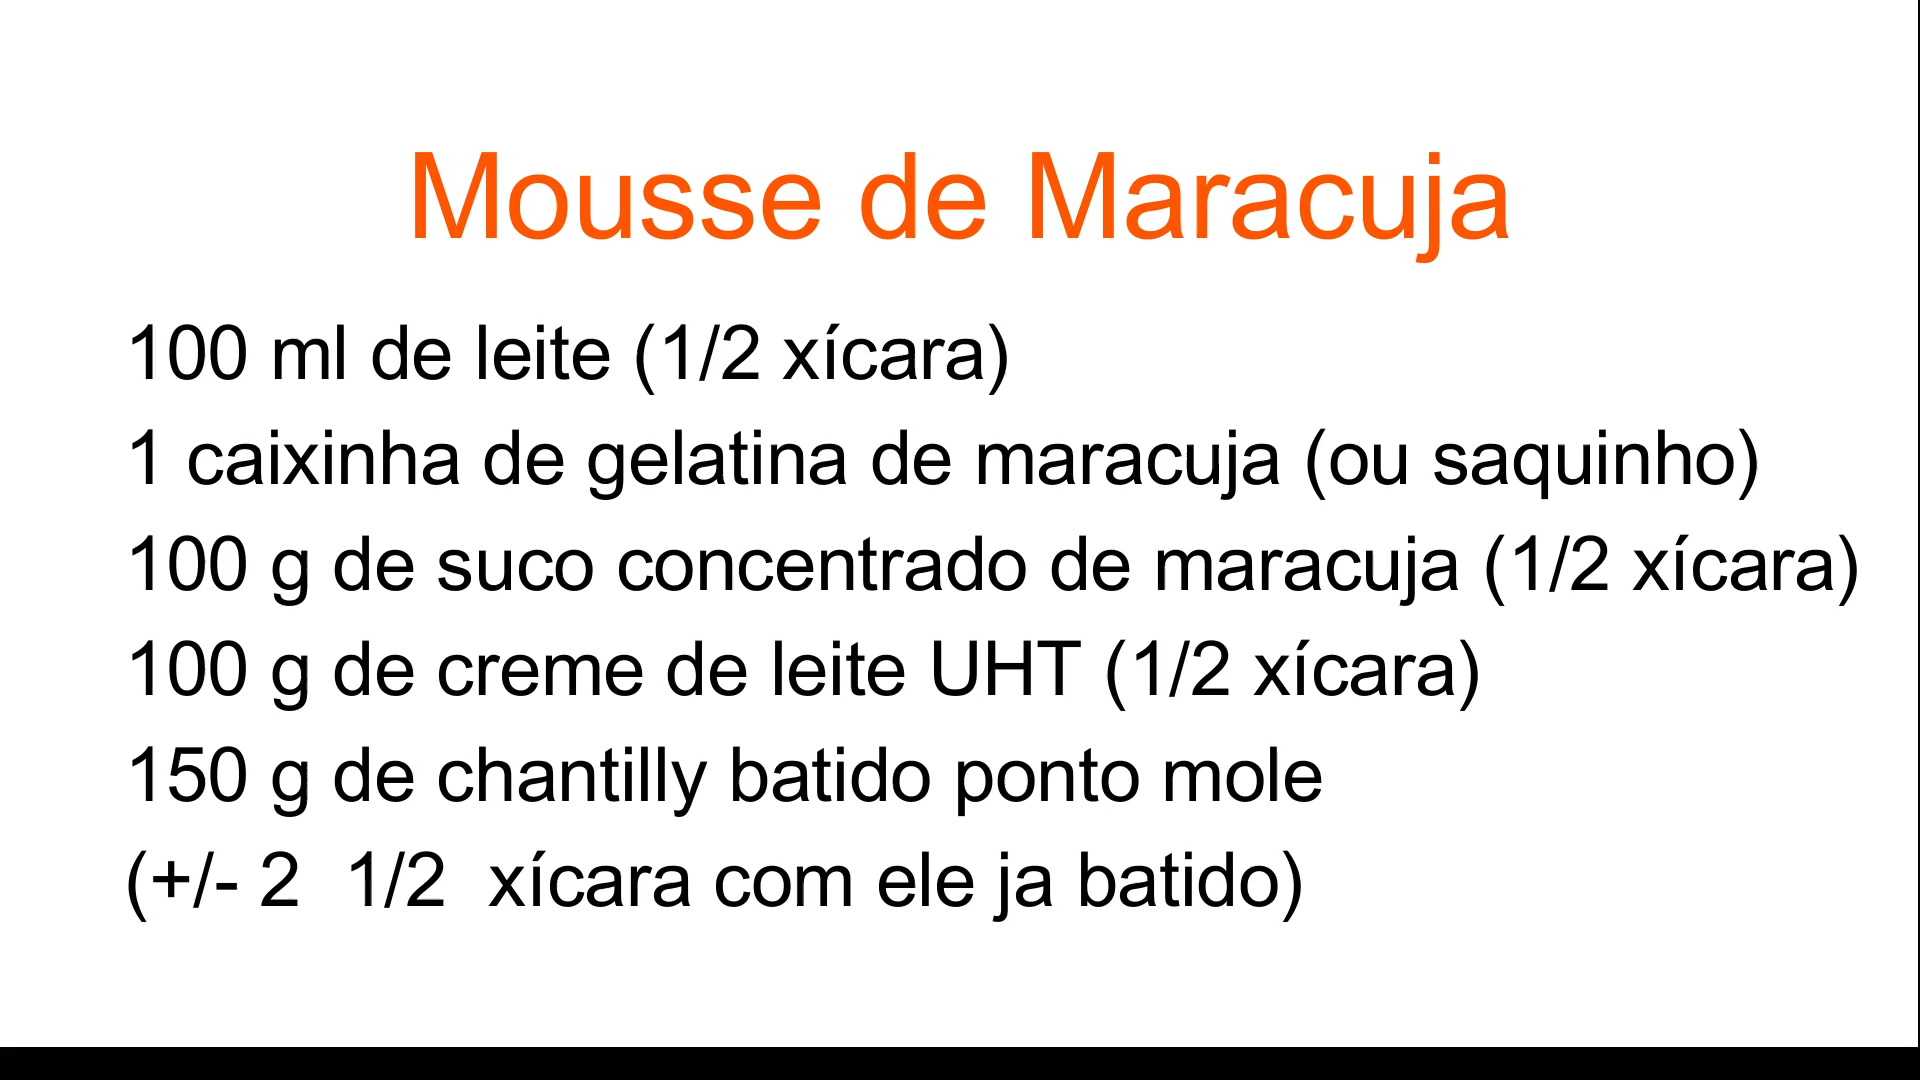 Mousse de Maracuja
100 ml de leite (1/2 xícara)
1 caixinha de gelatina de maracuja (ou saquinho)
100 g de suco concentrado de maracuja (1/2 xícara)
100 g de creme de leite UHT (1/2 xícara)
150 g de chantilly batido ponto mole
(+/- 2  1/2  xícara com ele ja batido)